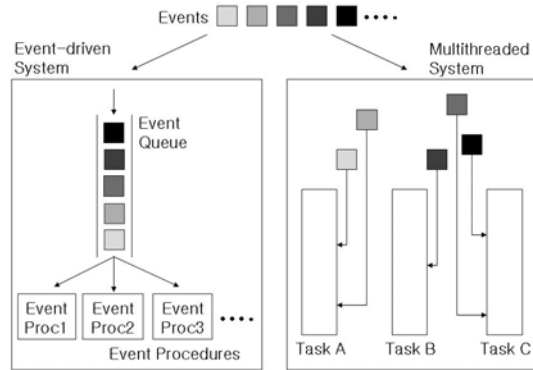 Events
Event-driven
System
Multithreaded
System
Event
Queue
Event
Proc1
Event
Proc2
Event
Proc3
Event Procedures
Task A
Task B
Task C